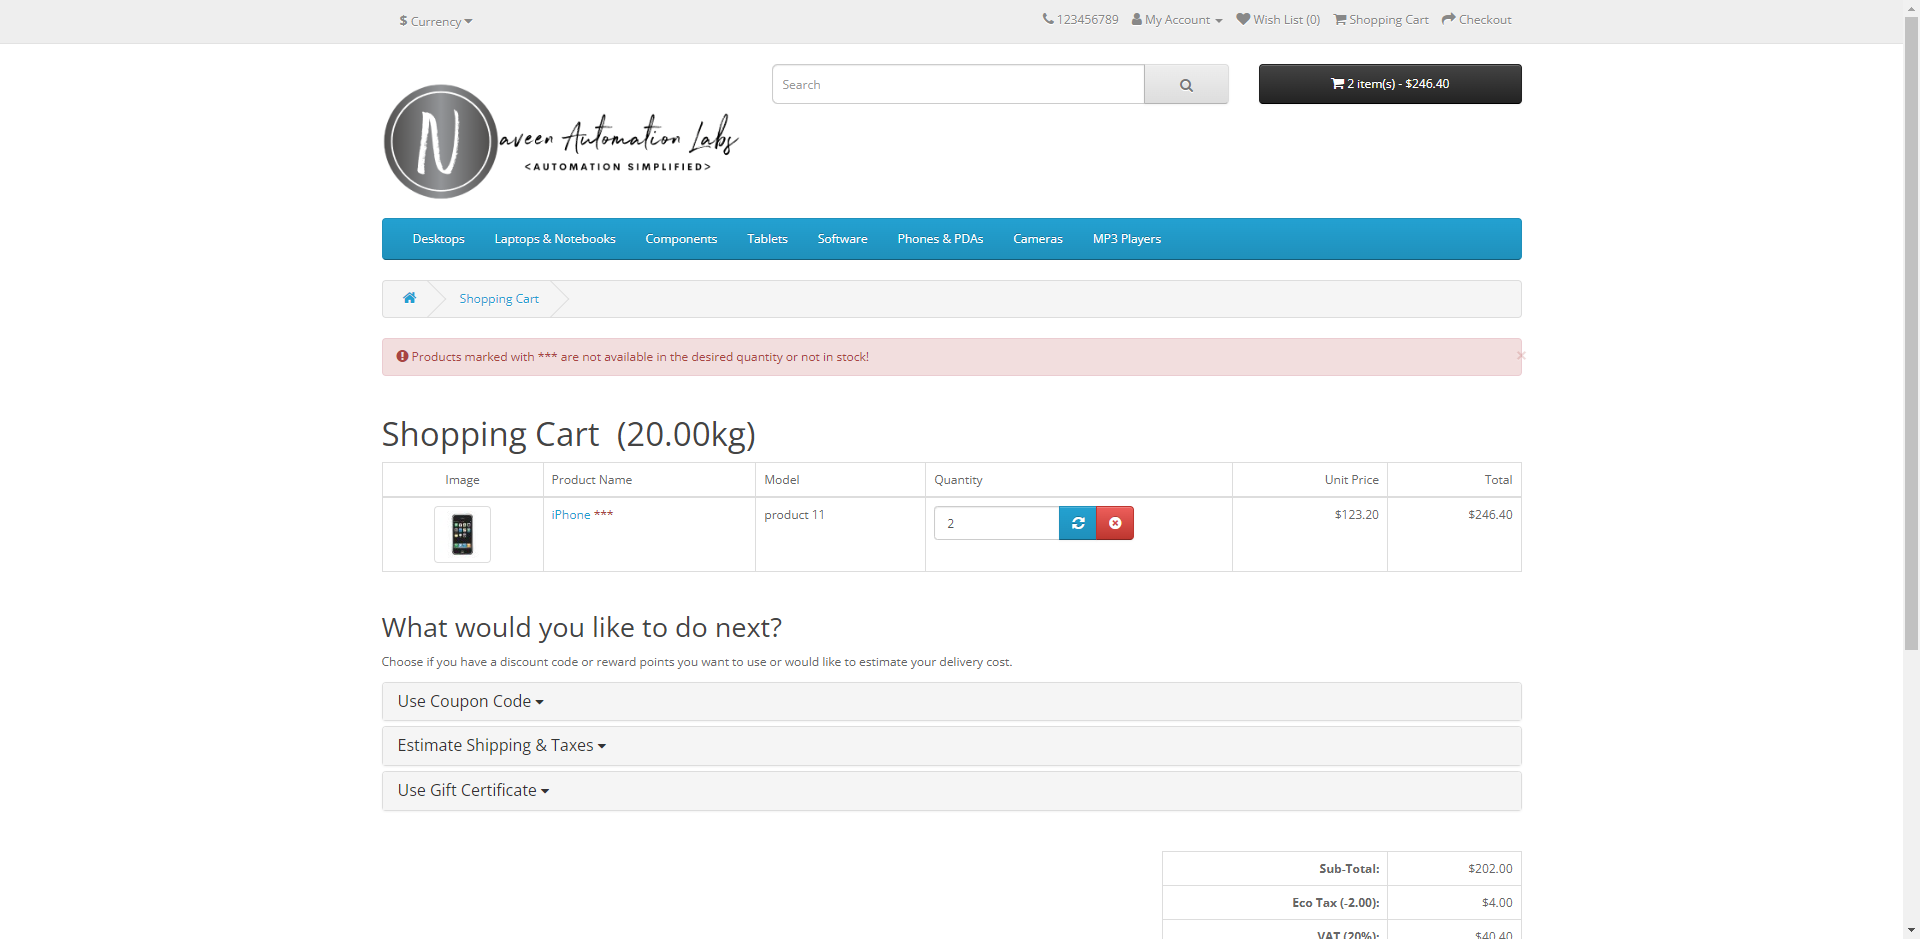 $ Currency
123456789 My Account Wish List (0) Shopping Cart Checkout
N aveen Automation Labs
<AUTOMATION SIMPLIFIED>
Search
2 item(s) - $246.40
Desktops Laptops & Notebooks Components Tablets Software Phones & PDAs Cameras MP3 Players
Shopping Cart
Products marked with *** are not available in the desired quantity or not in stock!
×
Shopping Cart (20.00kg)
Image Product Name Model Quantity Unit Price Total
iPhone *** product 11 2 $123.20 $246.40
What would you like to do next?
Choose if you have a discount code or reward points you want to use or would like to estimate your delivery cost.
Use Coupon Code
Estimate Shipping & Taxes
Use Gift Certificate
Sub-Total: $202.00
Eco Tax (-2.00): $4.00
VAT (20%): $40.40